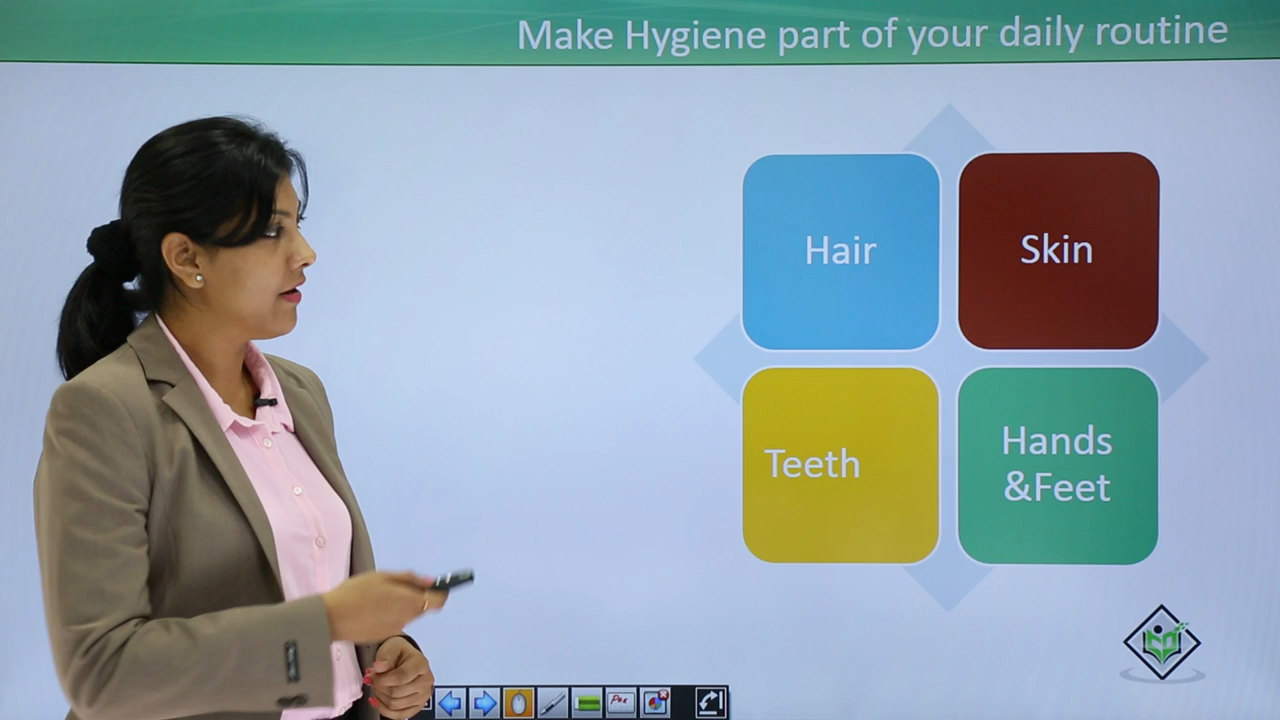 Make Hygiene part of your daily routine
Hair
Skin
Teeth
Hands
&Feet